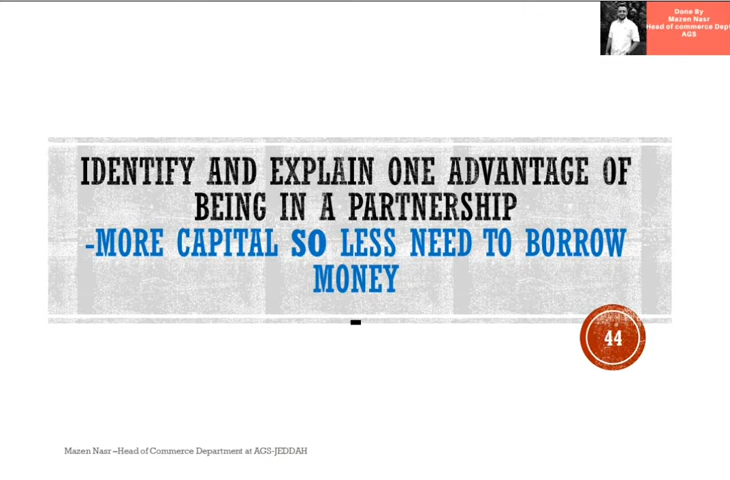 Done By
Mazen Nasr
Head of commerce Dept
AGS
IDENTIFY AND EXPLAIN ONE ADVANTAGE OF
BEING IN A PARTNERSHIP
-MORE CAPITAL SO LESS NEED TO BORROW
MONEY
-
44
Mazen Nasr –Head of Commerce Department at AGS-JEDDAH